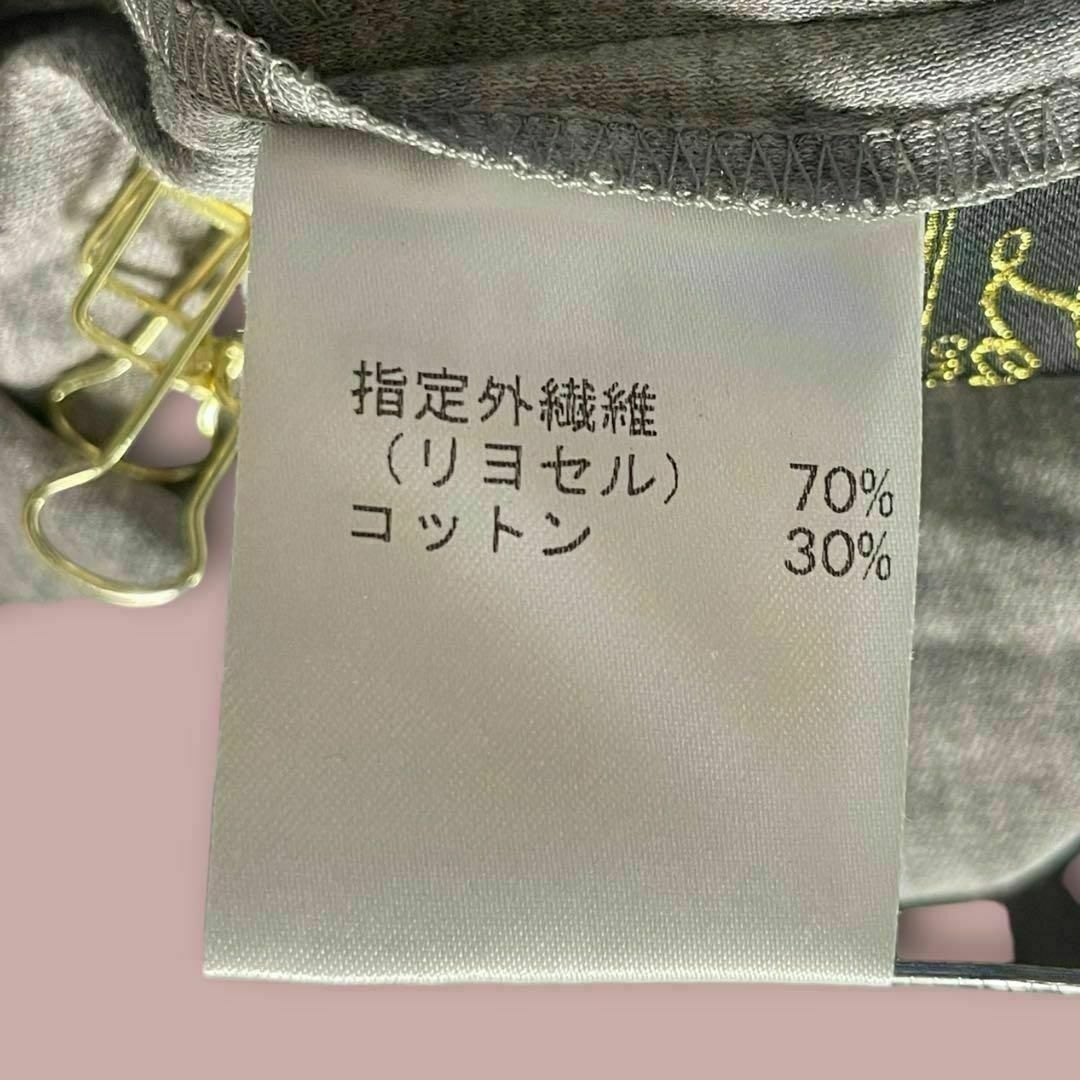 指定外繊維
（リヨセル） 70%
コットン 30%